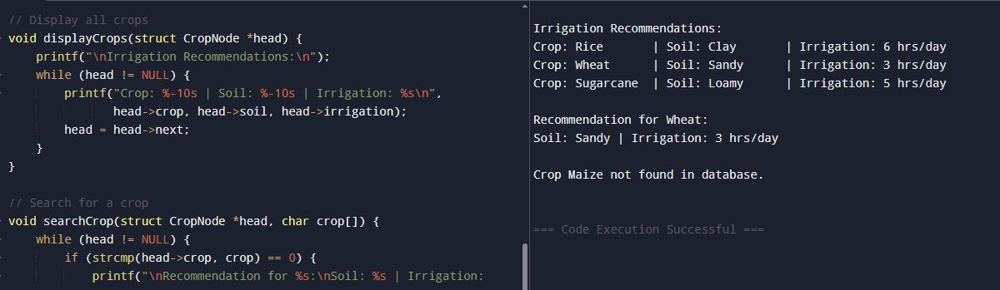 // Display all crops
void displayCrops(struct CropNode *head) {
    printf("\nIrrigation Recommendations:\n");
    while (head != NULL) {
        printf("Crop: %-10s | Soil: %-10s | Irrigation: %s\n",
               head->crop, head->soil, head->irrigation);
        head = head->next;
    }
}

// Search for a crop
void searchCrop(struct CropNode *head, char crop[]) {
    while (head != NULL) {
        if (strcmp(head->crop, crop) == 0) {
            printf("\nRecommendation for %s:\nSoil: %s | Irrigation:

Irrigation Recommendations:
Crop: Rice       | Soil: Clay       | Irrigation: 6 hrs/day
Crop: Wheat      | Soil: Sandy      | Irrigation: 3 hrs/day
Crop: Sugarcane  | Soil: Loamy      | Irrigation: 5 hrs/day

Recommendation for Wheat:
Soil: Sandy | Irrigation: 3 hrs/day

Crop Maize not found in database.

=== Code Execution Successful ===